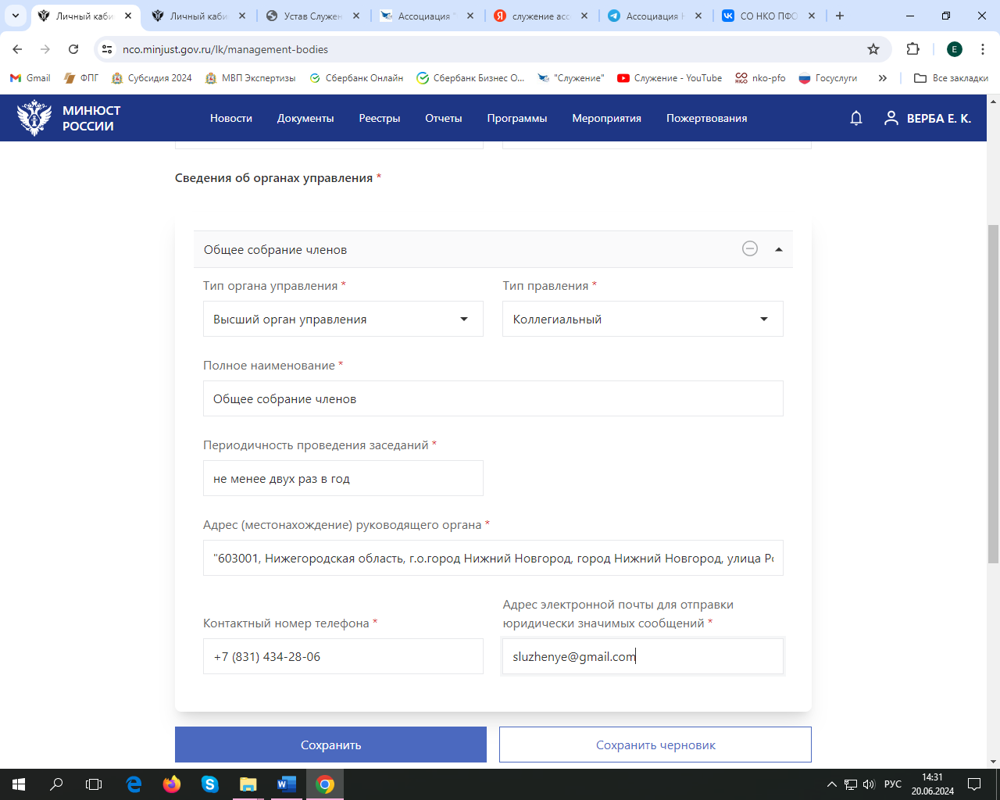 Личный каби
Личный каби
Устав Служен
Ассоциация "
служение асс
Ассоциация Н
СО НКО ПФО
nco.minjust.gov.ru/lk/management-bodies
E
Gmail
ФПГ
Субсидия 2024
МВП Экспертизы
Сбербанк Онлайн
Сбербанк Бизнес О...
"Служение"
Служение - YouTube
nko-pfo
Госуслуги
»
Все закладки
МИНЮСТ
РОССИИ
Новости
Документы
Реестры
Отчеты
Программы
Мероприятия
Пожертвования
ВЕРБА Е. К.
Сведения об органах управления *
Общее собрание членов
Тип органа управления *
Тип правления *
Высший орган управления
Коллегиальный
Полное наименование *
Общее собрание членов
Периодичность проведения заседаний *
не менее двух раз в год
Адрес (местонахождение) руководящего органа *
"603001, Нижегородская область, г.о.город Нижний Новгород, город Нижний Новгород, улица Ро
Контактный номер телефона *
Адрес электронной почты для отправки
юридически значимых сообщений *
+7 (831) 434-28-06
sluzhenye@gmail.com
Сохранить
Сохранить черновик
РУС
14:31
20.06.2024